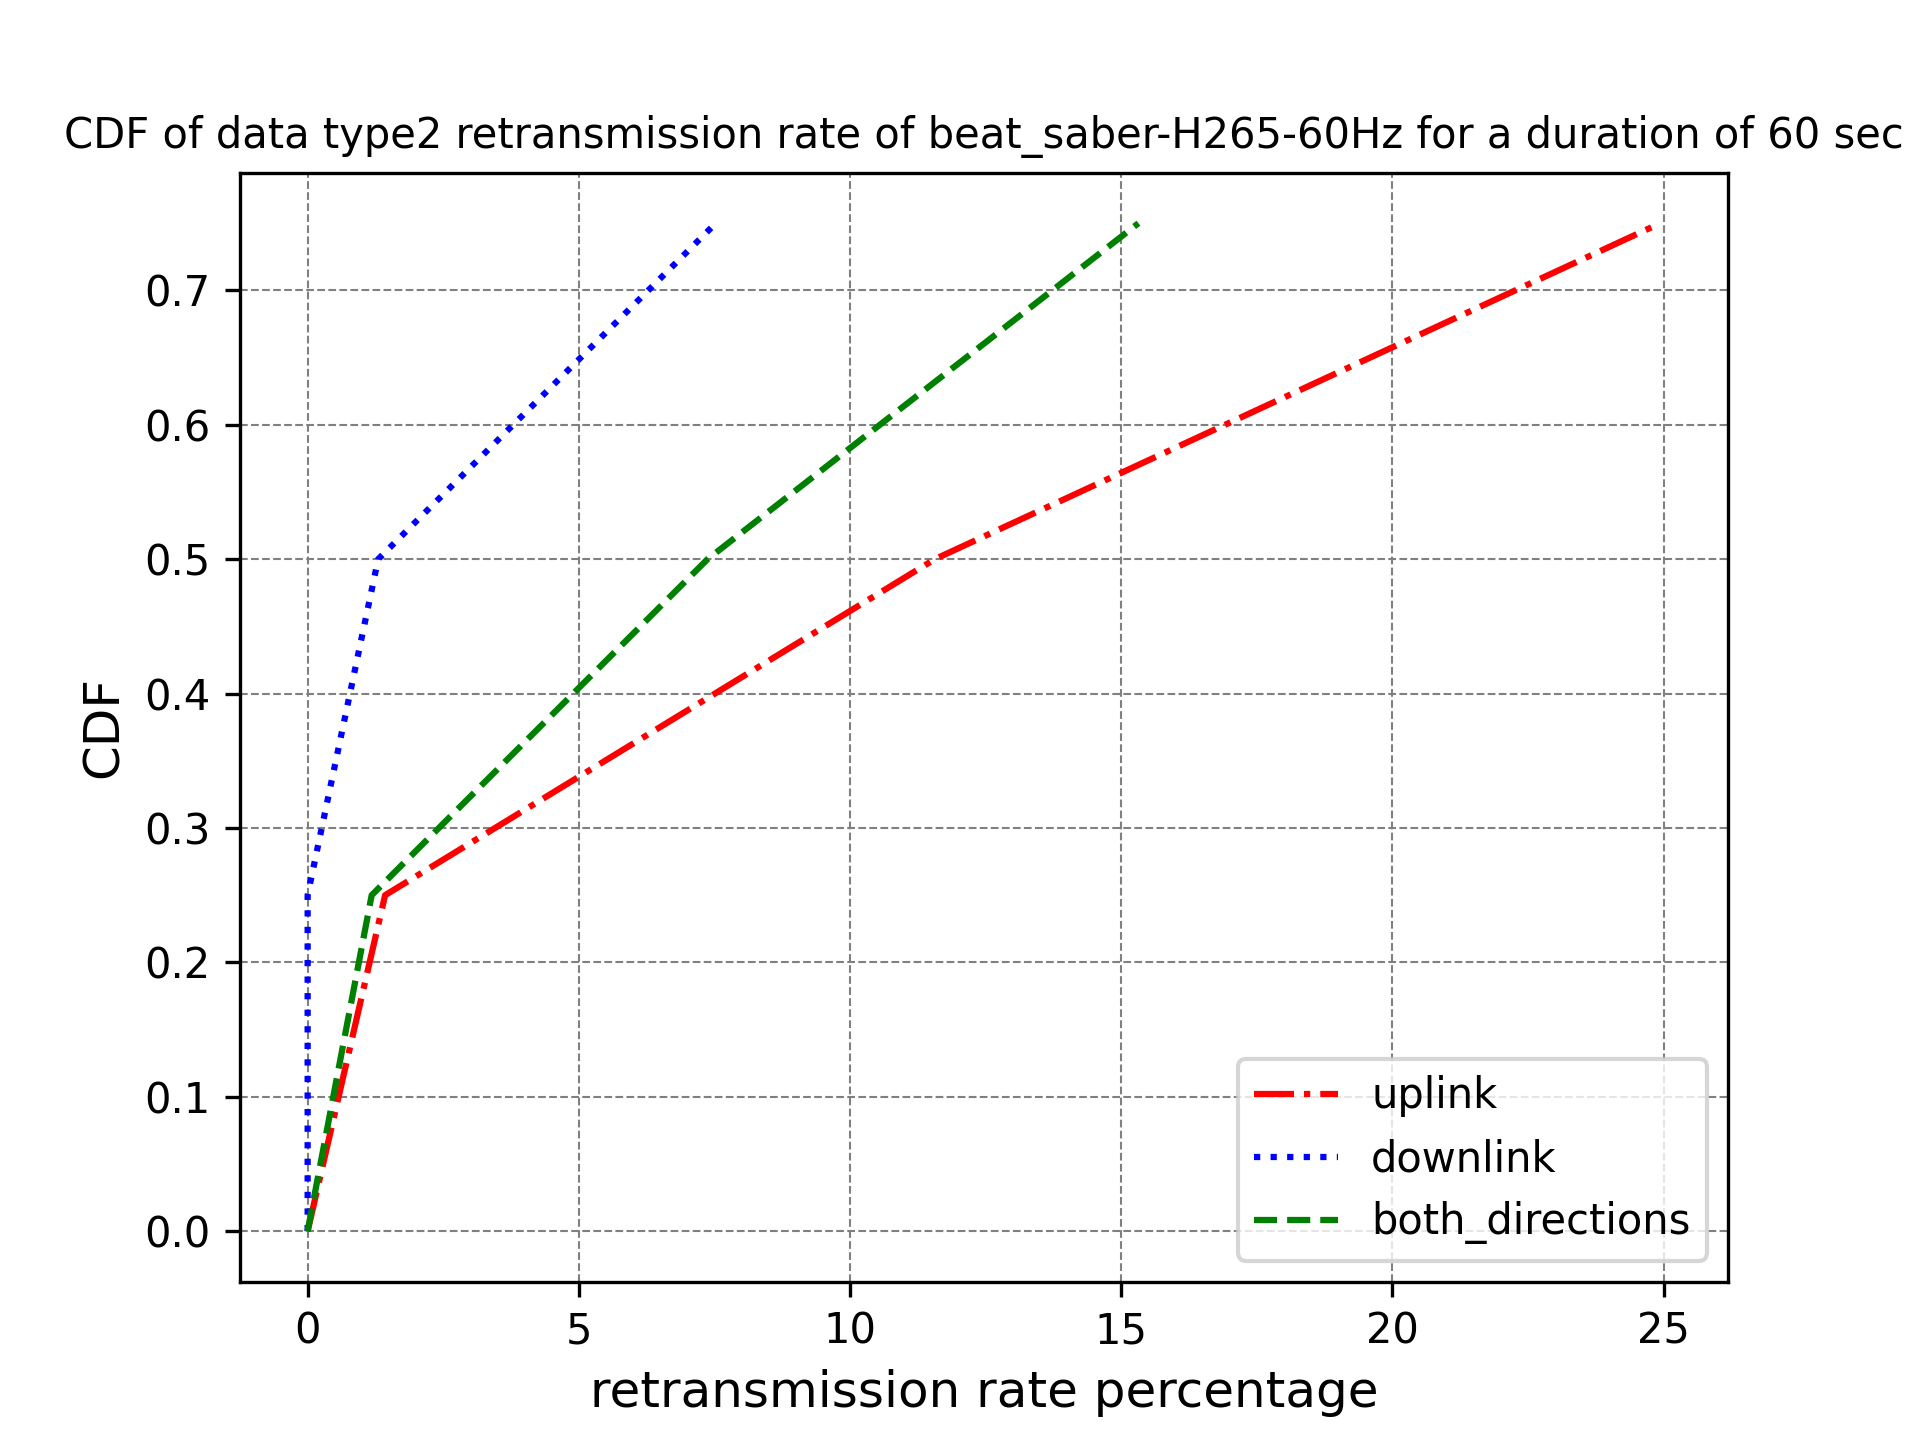 CDF of data type2 retransmission rate of beat_saber-H265-60Hz for a duration of 60 sec
0.7
0.6
0.5
0.4
0.3
0.2
0.1
0.0
CDF
uplink
downlink
both_directions
0 5 10 15 20 25
retransmission rate percentage